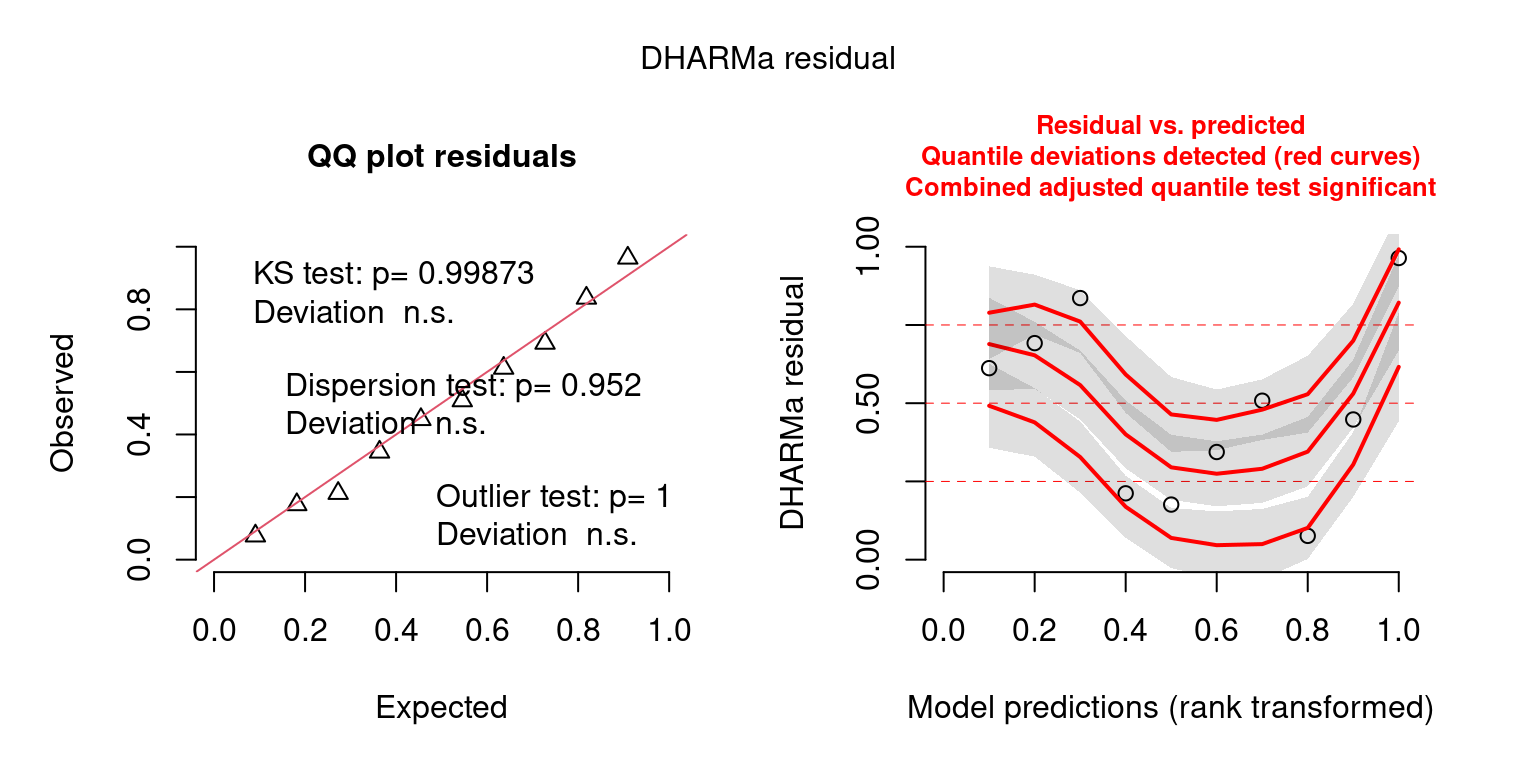 DHARMa residual
QQ plot residuals
KS test: p= 0.99873
Deviation  n.s.
Dispersion test: p= 0.952
Deviation  n.s.
Outlier test: p= 1
Deviation  n.s.
Observed
0.0
0.4
0.8
0.0 0.2 0.4 0.6 0.8 1.0
Expected
Residual vs. predicted
Quantile deviations detected (red curves)
Combined adjusted quantile test significant
DHARMa residual
0.00
0.50
1.00
0.0 0.2 0.4 0.6 0.8 1.0
Model predictions (rank transformed)